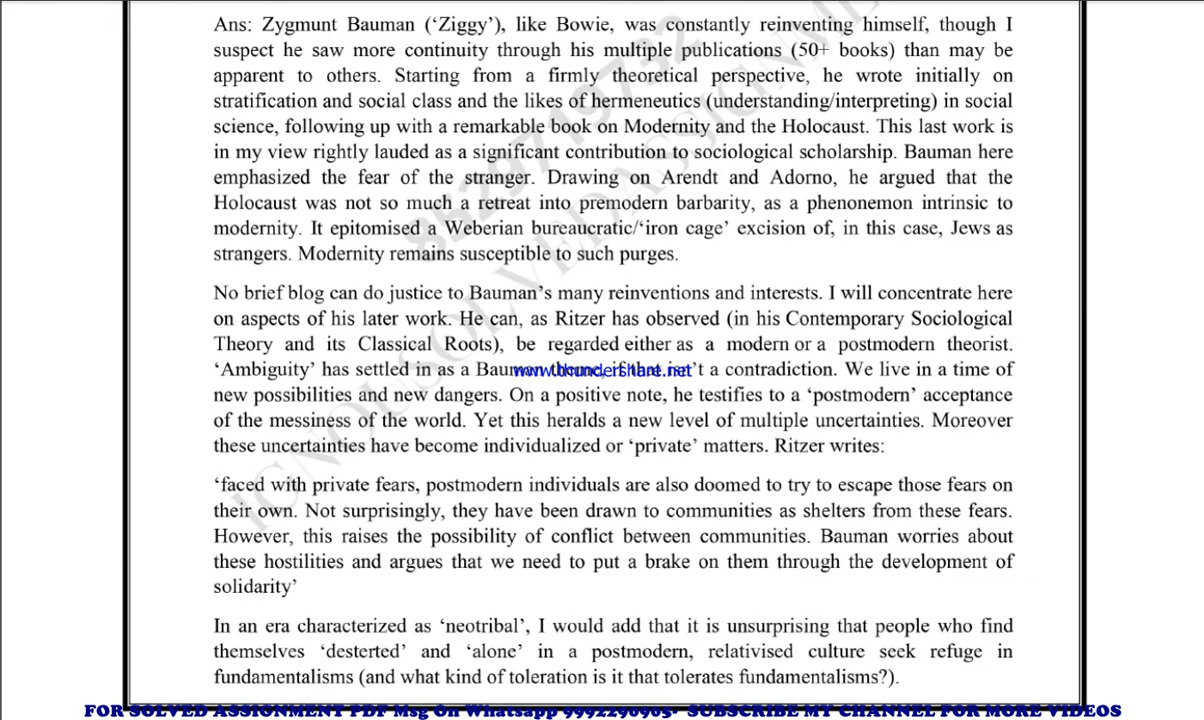 Ans: Zygmunt Bauman (‘Ziggy’), like Bowie, was constantly reinventing himself, though I
suspect he saw more continuity through his multiple publications (50+ books) than may be
apparent to others. Starting from a firmly theoretical perspective, he wrote initially on
stratification and social class and the likes of hermeneutics (understanding/interpreting) in social
science, following up with a remarkable book on Modernity and the Holocaust. This last work is
in my view rightly lauded as a significant contribution to sociological scholarship. Bauman here
emphasized the fear of the stranger. Drawing on Arendt and Adorno, he argued that the
Holocaust was not so much a retreat into premodern barbarity, as a phenonemon intrinsic to
modernity. It epitomised a Weberian bureaucratic/‘iron cage’ excision of, in this case, Jews as
strangers. Modernity remains susceptible to such purges.
No brief blog can do justice to Bauman’s many reinventions and interests. I will concentrate here
on aspects of his later work. He can, as Ritzer has observed (in his Contemporary Sociological
Theory and its Classical Roots), be regarded either as a modern or a postmodern theorist.
‘Ambiguity’ has settled in as a Bauman a contradiction. We live in a time of
new possibilities and new dangers. On a positive note, he testifies to a ‘postmodern’ acceptance
of the messiness of the world. Yet this heralds a new level of multiple uncertainties. Moreover
these uncertainties have become individualized or ‘private’ matters. Ritzer writes:
‘faced with private fears, postmodern individuals are also doomed to try to escape those fears on
their own. Not surprisingly, they have been drawn to communities as shelters from these fears.
However, this raises the possibility of conflict between communities. Bauman worries about
these hostilities and argues that we need to put a brake on them through the development of
solidarity’
In an era characterized as ‘neotribal’, I would add that it is unsurprising that people who find
themselves ‘desterted’ and ‘alone’ in a postmodern, relativised culture seek refuge in
fundamentalisms (and what kind of toleration is it that tolerates fundamentalisms?).
FOR SOLVED ASSIGNMENT PDF Msg On Whatsapp 9992290905- SUBSCRIBE MY CHANNEL FOR MORE VIDEOS